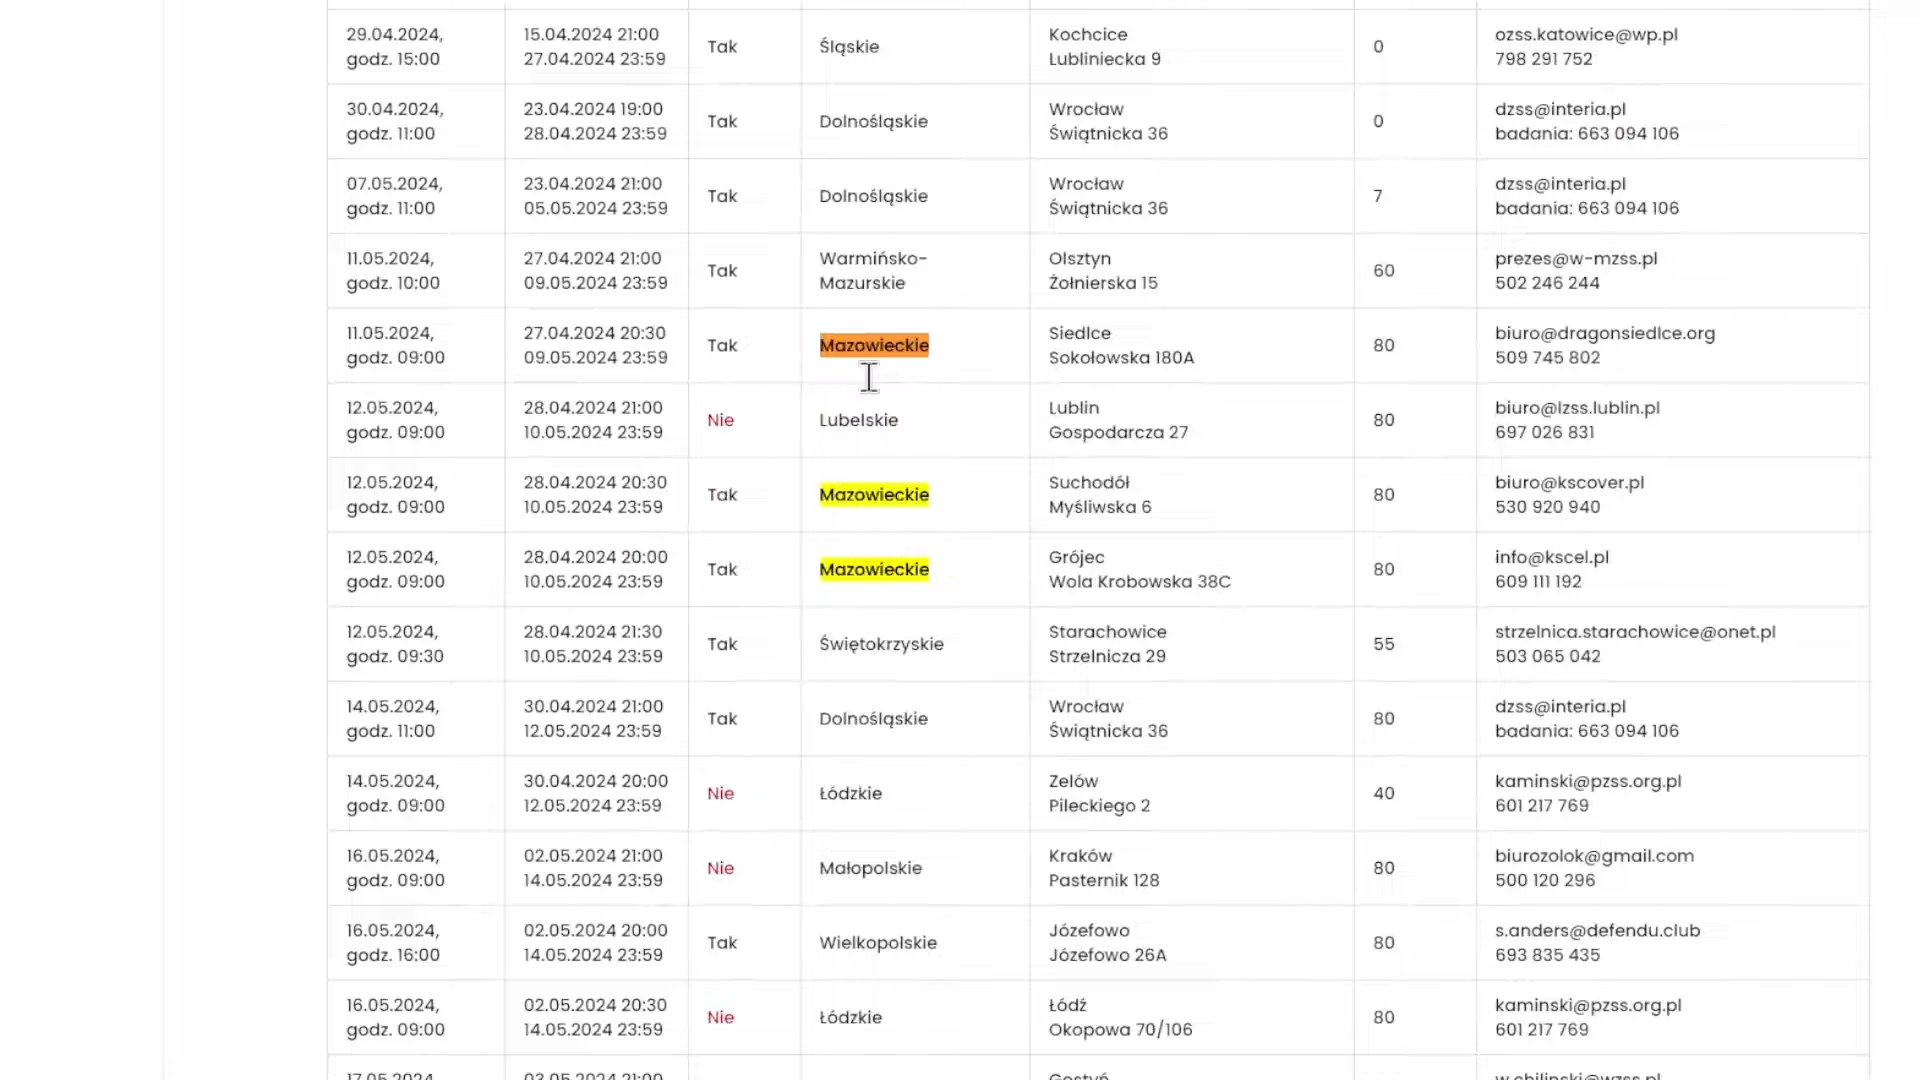 29.04.2024,
godz. 15:00
15.04.2024 21:00
27.04.2024 23:59
Tak
Śląskie
Kochcice
Lubliniecka 9
0
ozss.katowice@wp.pl
798 291 752
30.04.2024,
godz. 11:00
23.04.2024 19:00
28.04.2024 23:59
Tak
Dolnośląskie
Wrocław
Świątnicka 36
0
dzss@interia.pl
badania: 663 094 106
07.05.2024,
godz. 11:00
23.04.2024 21:00
05.05.2024 23:59
Tak
Dolnośląskie
Wrocław
Świątnicka 36
7
dzss@interia.pl
badania: 663 094 106
11.05.2024,
godz. 10:00
27.04.2024 21:00
09.05.2024 23:59
Tak
Warmińsko-
Mazurskie
Olsztyn
Żołnierska 15
60
prezes@w-mzss.pl
502 246 244
11.05.2024,
godz. 09:00
27.04.2024 20:30
09.05.2024 23:59
Tak
Mazowieckie
Siedlce
Sokołowska 180A
80
biuro@dragonsiedlce.org
509 745 802
12.05.2024,
godz. 09:00
28.04.2024 21:00
10.05.2024 23:59
Nie
Lubelskie
Lublin
Gospodarcza 27
80
biuro@lzss.lublin.pl
697 026 831
12.05.2024,
godz. 09:00
28.04.2024 20:30
10.05.2024 23:59
Tak
Mazowieckie
Suchodół
Myśliwska 6
80
biuro@kscover.pl
530 920 940
12.05.2024,
godz. 09:00
28.04.2024 20:00
10.05.2024 23:59
Tak
Mazowieckie
Grójec
Wola Krobowska 38C
80
info@kscel.pl
609 111 192
12.05.2024,
godz. 09:30
28.04.2024 21:30
10.05.2024 23:59
Tak
Świętokrzyskie
Starachowice
Strzelnicza 29
55
strzelnica.starachowice@onet.pl
503 065 042
14.05.2024,
godz. 11:00
30.04.2024 21:00
12.05.2024 23:59
Tak
Dolnośląskie
Wrocław
Świątnicka 36
80
dzss@interia.pl
badania: 663 094 106
14.05.2024,
godz. 09:00
30.04.2024 20:00
12.05.2024 23:59
Nie
Łódzkie
Zelów
Pileckiego 2
40
kaminski@pzss.org.pl
601 217 769
16.05.2024,
godz. 09:00
02.05.2024 21:00
14.05.2024 23:59
Nie
Małopolskie
Kraków
Pasternik 128
80
biurozolok@gmail.com
500 120 296
16.05.2024,
godz. 16:00
02.05.2024 20:00
14.05.2024 23:59
Tak
Wielkopolskie
Józefowo
Józefowo 26A
80
s.anders@defendu.club
693 835 435
16.05.2024,
godz. 09:00
02.05.2024 20:30
14.05.2024 23:59
Nie
Łódzkie
Łódź
Okopowa 70/106
80
kaminski@pzss.org.pl
601 217 769
17.05.2024,
03.05.2024 21:00
Gostyń
w.chilinski@wzss.pl